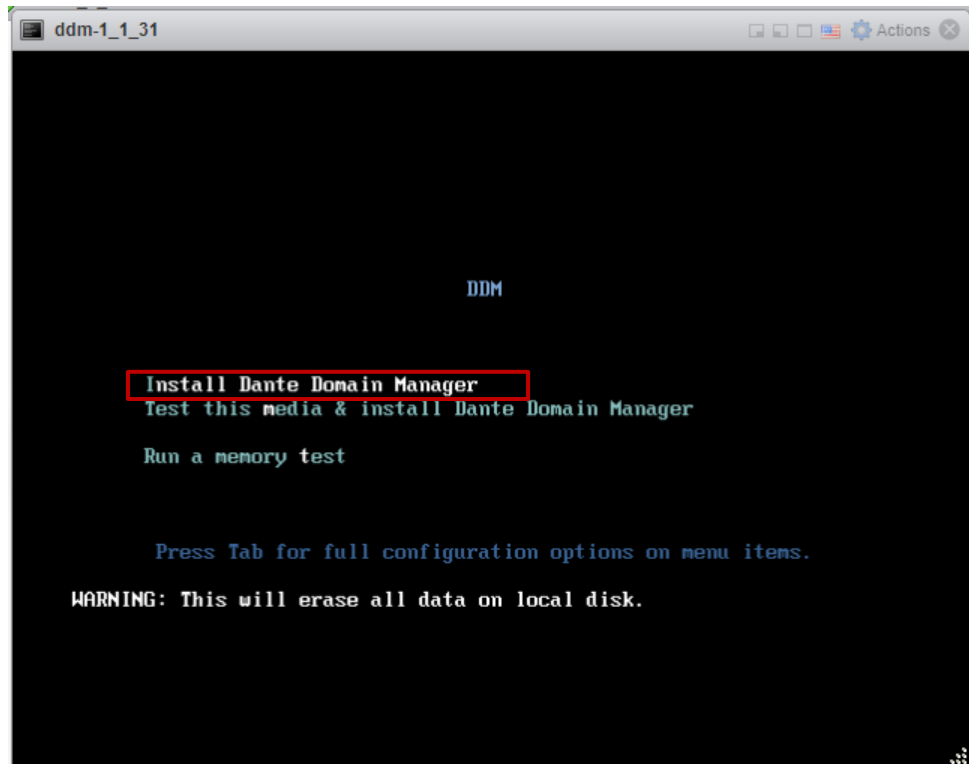 ddm-1_1_31
Actions
DDM
Install Dante Domain Manager
Test this media & install Dante Domain Manager
Run a memory test
Press Tab for full configuration options on menu items.
WARNING: This will erase all data on local disk.